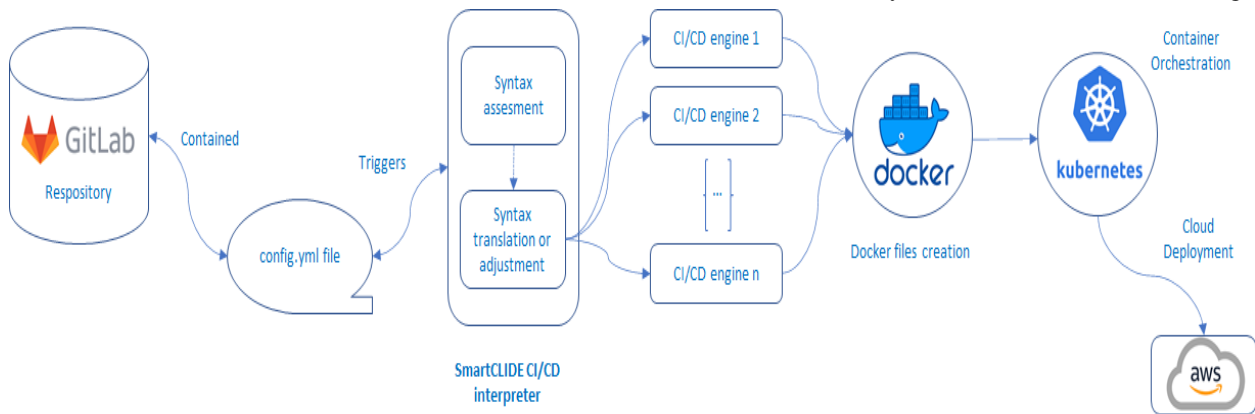 GitLab
Respository
Contained
config.yml file
Triggers
Syntax
assesment
Syntax
translation or
adjustment
SmartCLIDE CI/CD
interpreter
CI/CD engine 1
CI/CD engine 2
...
CI/CD engine n
docker
Docker files creation
Container
Orchestration
kubernetes
Cloud
Deployment
aws